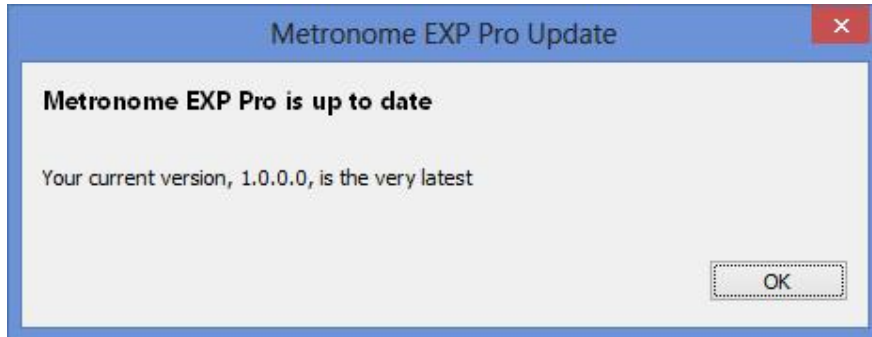 Metronome EXP Pro Update
Metronome EXP Pro is up to date
Your current version, 1.0.0.0, is the very latest
OK